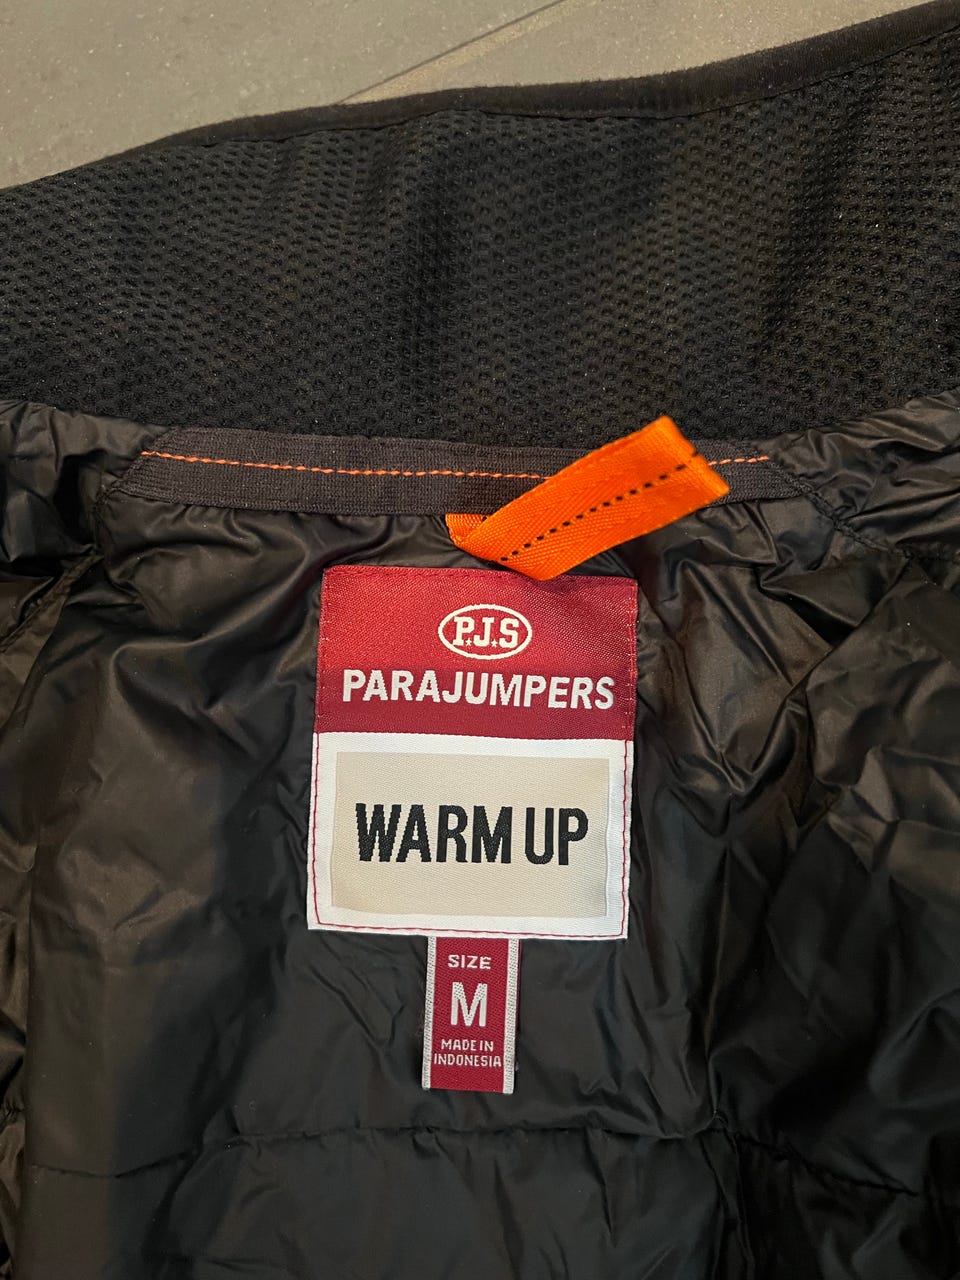 P.J.S
PARAJUMPERS
WARM UP
SIZE
M
MADE IN
INDONESIA